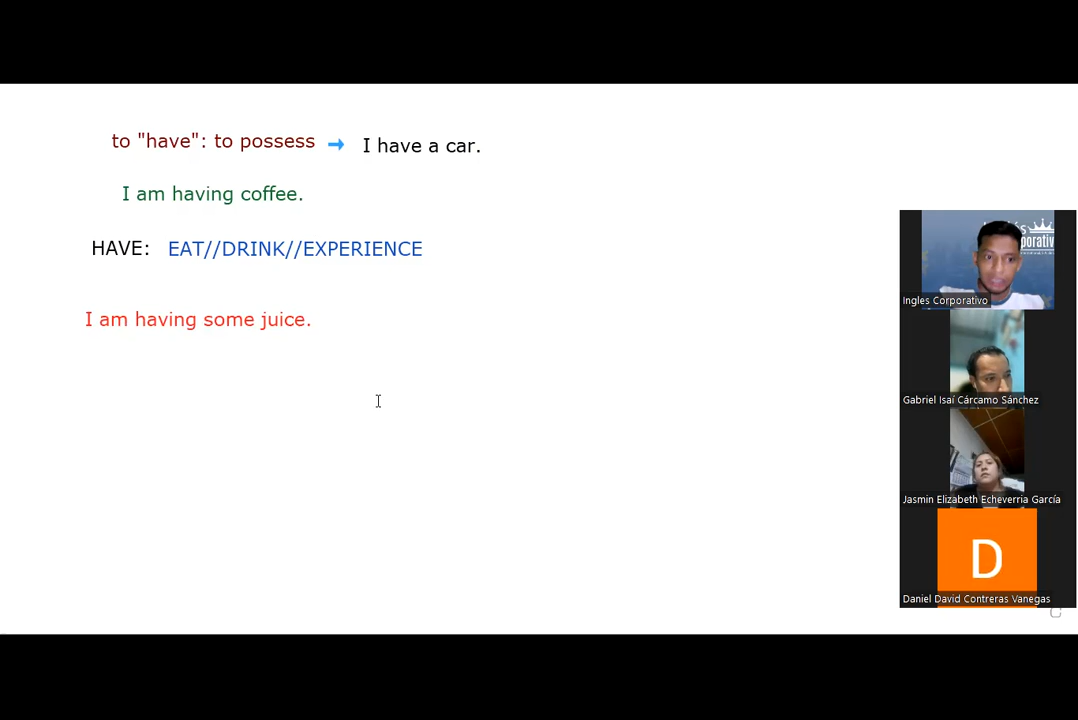 to "have": to possess → I have a car.
I am having coffee.
HAVE: EAT//DRINK//EXPERIENCE
I am having some juice.
Ingles Corporativo
Gabriel Isaí Cárcamo Sánchez
Jasmin Elizabeth Echeverria García
D
Daniel David Contreras Vanegas